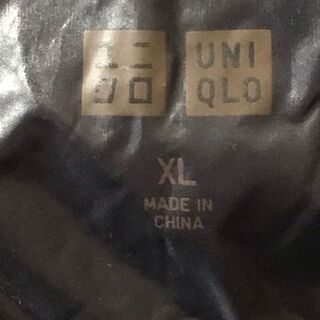 ユニ UNI
クロ QLO
XL
MADE IN
CHINA